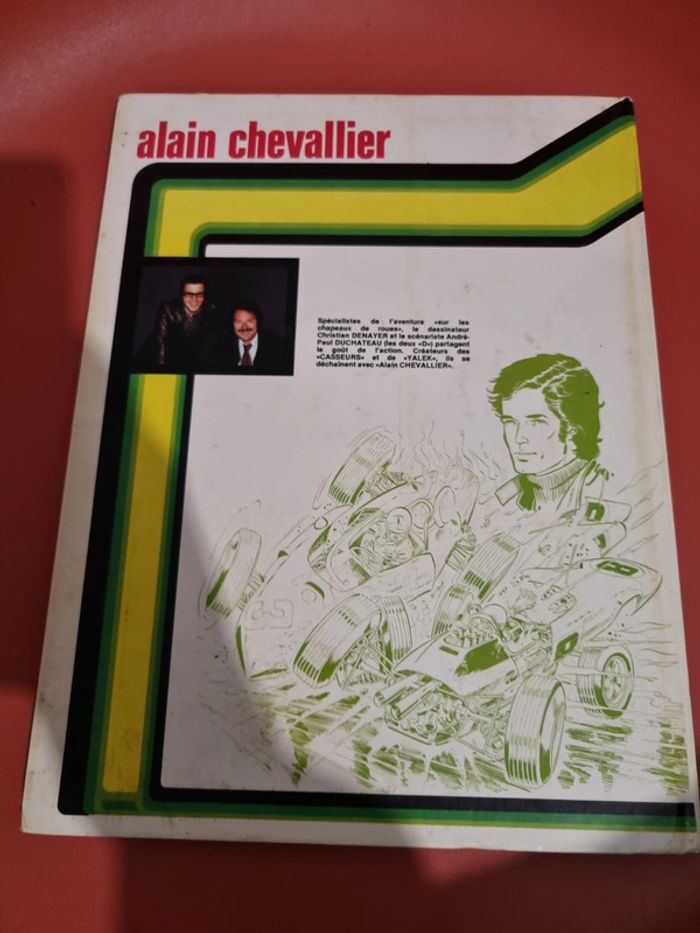 alain chevallier
Spécialistes de l'aventure «sur les
chapeaux de roues», le dessinateur
Christian DENAYER et le scénariste André-
Paul DUCHATEAU (les deux «D») partagent
le goût de l'action. Créateurs des
«CASSEURS» et de «YALEK», ils se
déchaînent avec «Alain CHEVALLIER».
8